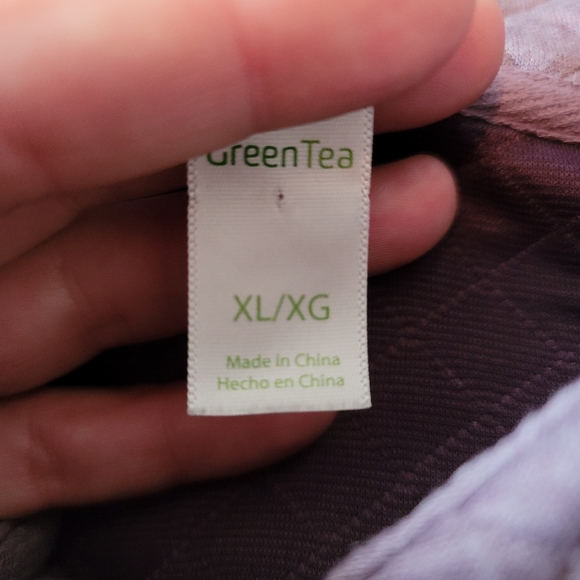 GreenTea
XL/XG
Made in China
Hecho en China